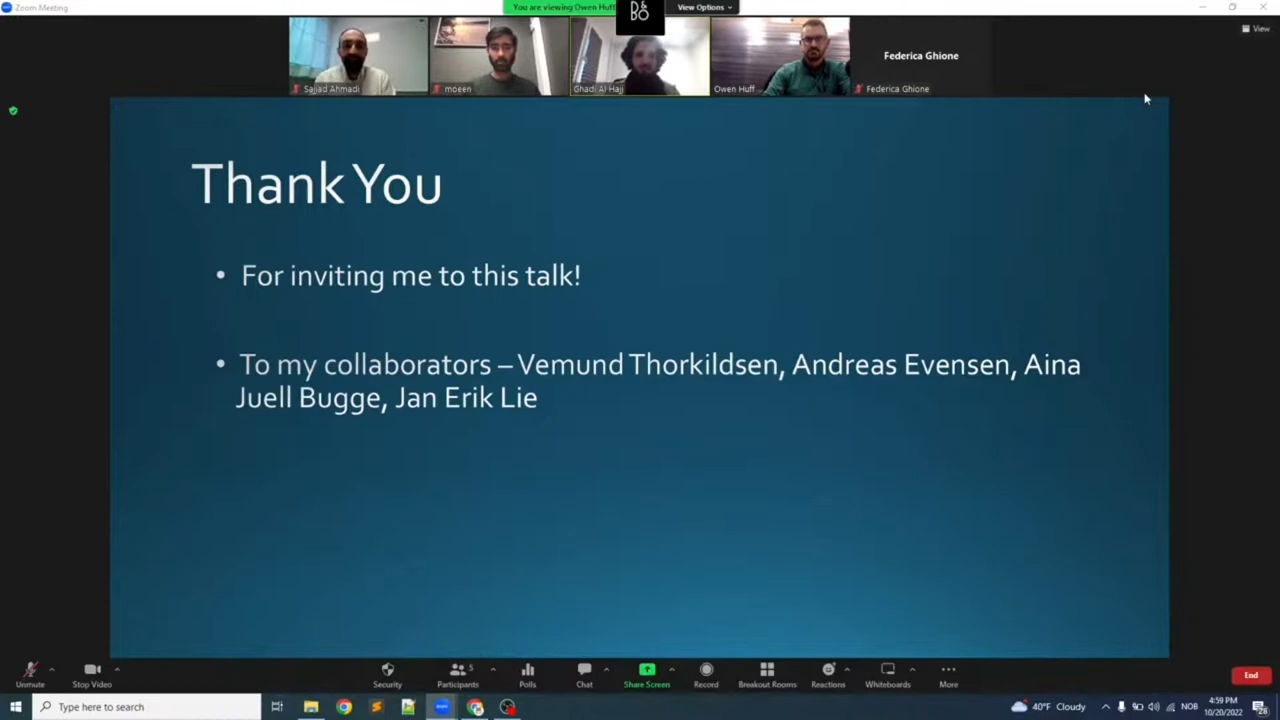 Zoom Meeting
You are viewing Owen Huff
View Options
B&O
View
Sajjad Ahmadi
moeen
Ghadi Al Hajj
Owen Huff
Federica Ghione
Federica Ghione
Thank You
• For inviting me to this talk!
• To my collaborators – Vemund Thorkildsen, Andreas Evensen, Aina
Juell Bugge, Jan Erik Lie
Unmute
Stop Video
Security
Participants
5
Polls
Chat
Share Screen
Record
Breakout Rooms
Reactions
Whiteboards
More
End
Type here to search
40°F Cloudy
NOB
4:59 PM
10/20/2022
28